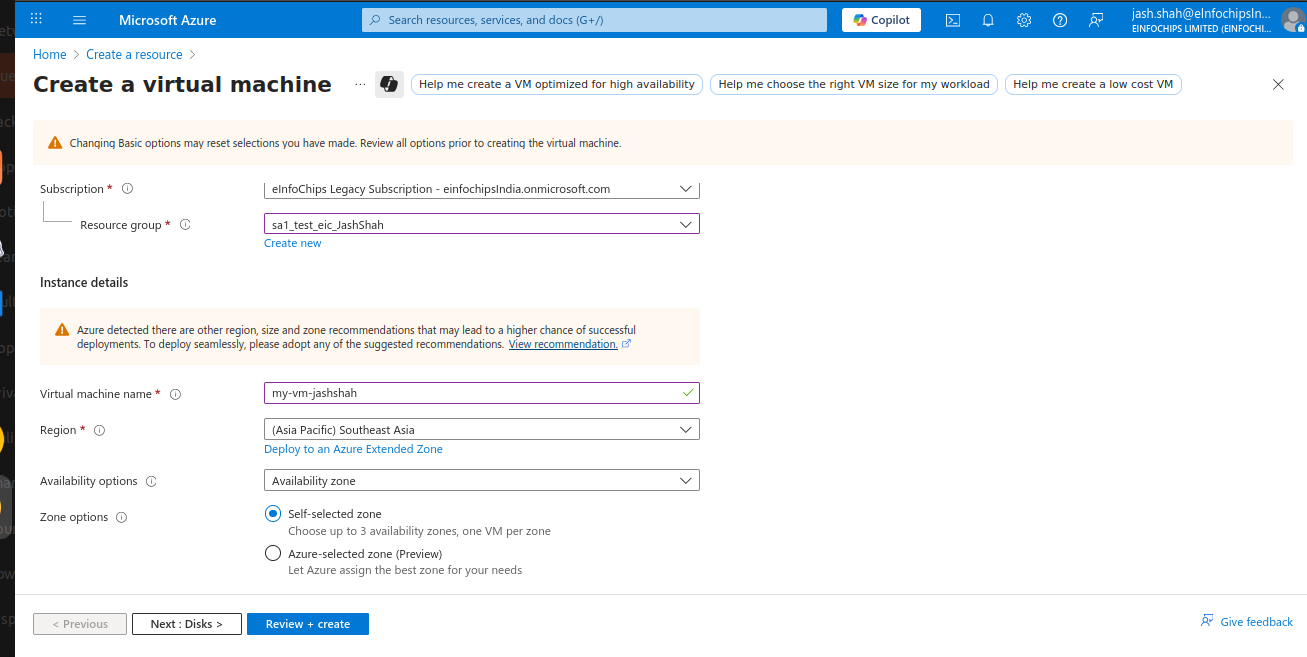 Microsoft Azure
Search resources, services, and docs (G+/)
Copilot
jash.shah@eInfochipsIn...
EINFOCHIPS LIMITED (EINFOCHI...
Home > Create a resource >
Create a virtual machine ...
Help me create a VM optimized for high availability
Help me choose the right VM size for my workload
Help me create a low cost VM
Changing Basic options may reset selections you have made. Review all options prior to creating the virtual machine.
Subscription *
eInfoChips Legacy Subscription - einfochipsIndia.onmicrosoft.com
Resource group *
sa1_test_eic_JashShah
Create new
Instance details
Azure detected there are other region, size and zone recommendations that may lead to a higher chance of successful
deployments. To deploy seamlessly, please adopt any of the suggested recommendations. View recommendation.
Virtual machine name *
my-vm-jashshah
Region *
(Asia Pacific) Southeast Asia
Deploy to an Azure Extended Zone
Availability options
Availability zone
Zone options
Self-selected zone
Choose up to 3 availability zones, one VM per zone
Azure-selected zone (Preview)
Let Azure assign the best zone for your needs
< Previous
Next : Disks >
Review + create
Give feedback